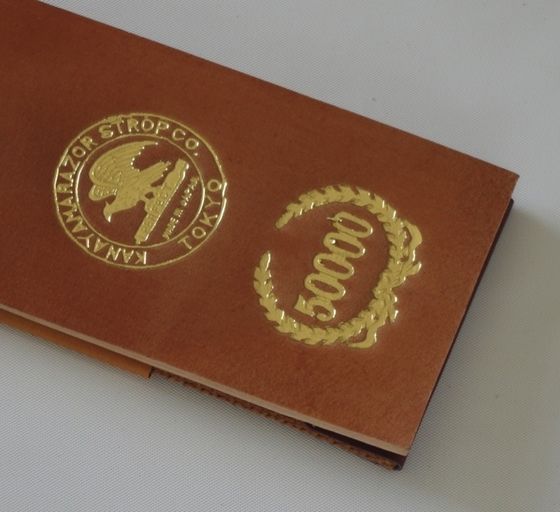 KANAYAMA RAZOR STROP CO.
TOKYO
MADE IN JAPAN
50000